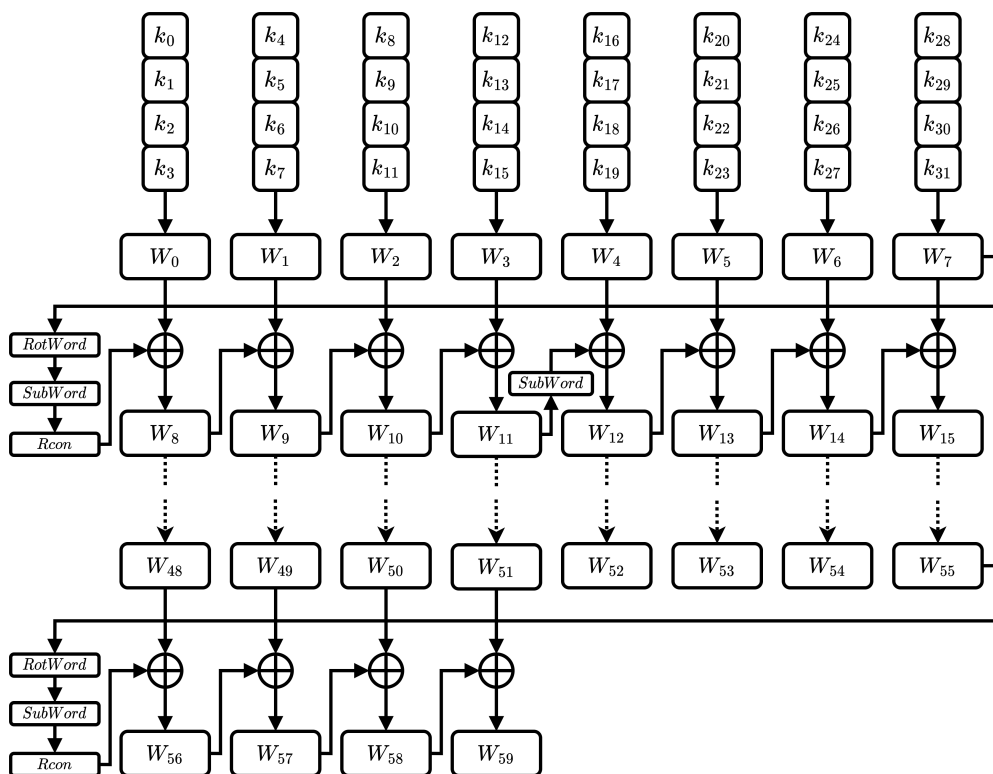 k₀ k₄ k₈ k₁₂ k₁₆ k₂₀ k₂₄ k₂₈
k₁ k₅ k₉ k₁₃ k₁₇ k₂₁ k₂₅ k₂₉
k₂ k₆ k₁₀ k₁₄ k₁₈ k₂₂ k₂₆ k₃₀
k₃ k₇ k₁₁ k₁₅ k₁₉ k₂₃ k₂₇ k₃₁
W₀ W₁ W₂ W₃ W₄ W₅ W₆ W₇
RotWord
SubWord
SubWord
Rcon
W₈ W₉ W₁₀ W₁₁ W₁₂ W₁₃ W₁₄ W₁₅
W₄₈ W₄₉ W₅₀ W₅₁ W₅₂ W₅₃ W₅₄ W₅₅
RotWord
SubWord
Rcon
W₅₆ W₅₇ W₅₈ W₅₉